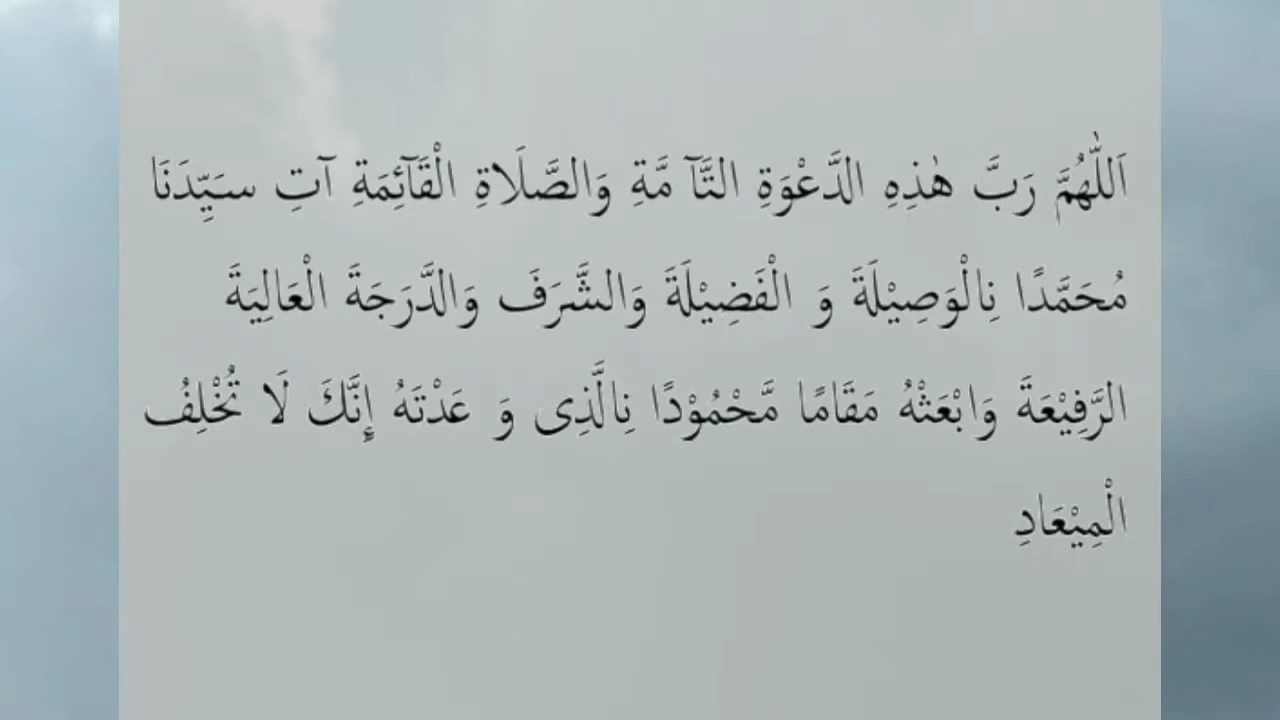 اَللّٰهُمَّ رَبَّ هٰذِهِ الدَّعْوَةِ التَّآ مَّةِ وَالصَّلَاةِ الْقَآئِمَةِ آتِ سَيِّدَنَا
مُحَمَّدًا نِالْوَصِيْلَةَ وَ الْفَضِيْلَةَ وَالشَّرَفَ وَالدَّرَجَةَ الْعَالِيَةَ
الرَّفِيْعَةَ وَابْعَثْهُ مَقَامًا مَّحْمُوْدًا نِالَّذِى وَ عَدْتَهُ إِنَّكَ لَا تُخْلِفُ
الْمِيْعَادِ